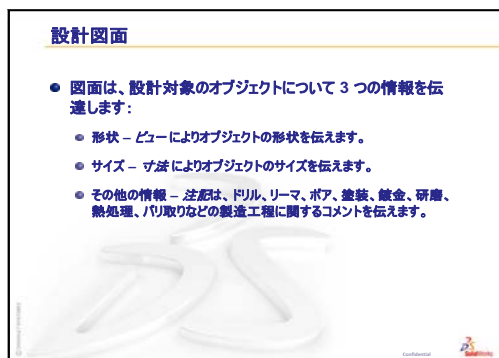 設計図面
図面は、設計対象のオブジェクトについて 3 つの情報を伝
達します：
形状 – ビューによりオブジェクトの形状を伝えます。
サイズ – 寸法によりオブジェクトのサイズを伝えます。
その他の情報 – 注記は、ドリル、リーマ、ボア、塗装、鍍金、研磨、
熱処理、バリ取りなどの製造工程に関するコメントを伝えます。
Confidential
SolidWorks